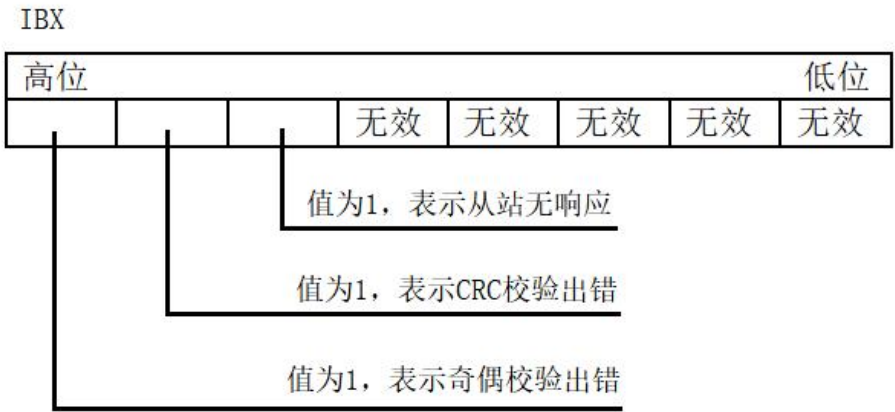 IBX
高位 低位
无效 无效 无效 无效 无效
值为1，表示从站无响应
值为1，表示CRC校验出错
值为1，表示奇偶校验出错